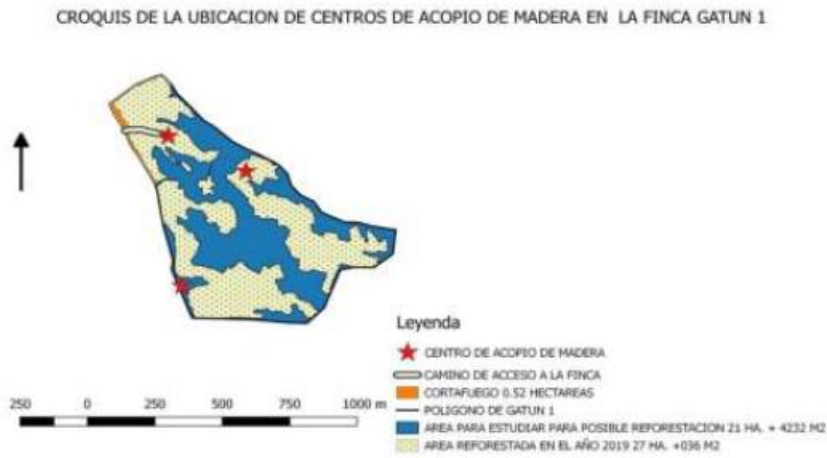 CROQUIS DE LA UBICACION DE CENTROS DE ACOPIO DE MADERA EN LA FINCA GATUN 1
Leyenda
CENTRO DE ACOPIO DE MADERA
CAMINO DE ACCESO A LA FINCA
CORTAFUEGO 0.52 HECTAREAS
POLIGONO DE GATUN 1
AREA PARA ESTUDIAR PARA POSIBLE REFORESTACION 21 HA. + 4232 M2
AREA REFORESTADA EN EL AÑO 2019 27 HA. +036 M2
250 0 250 500 750 1000 m